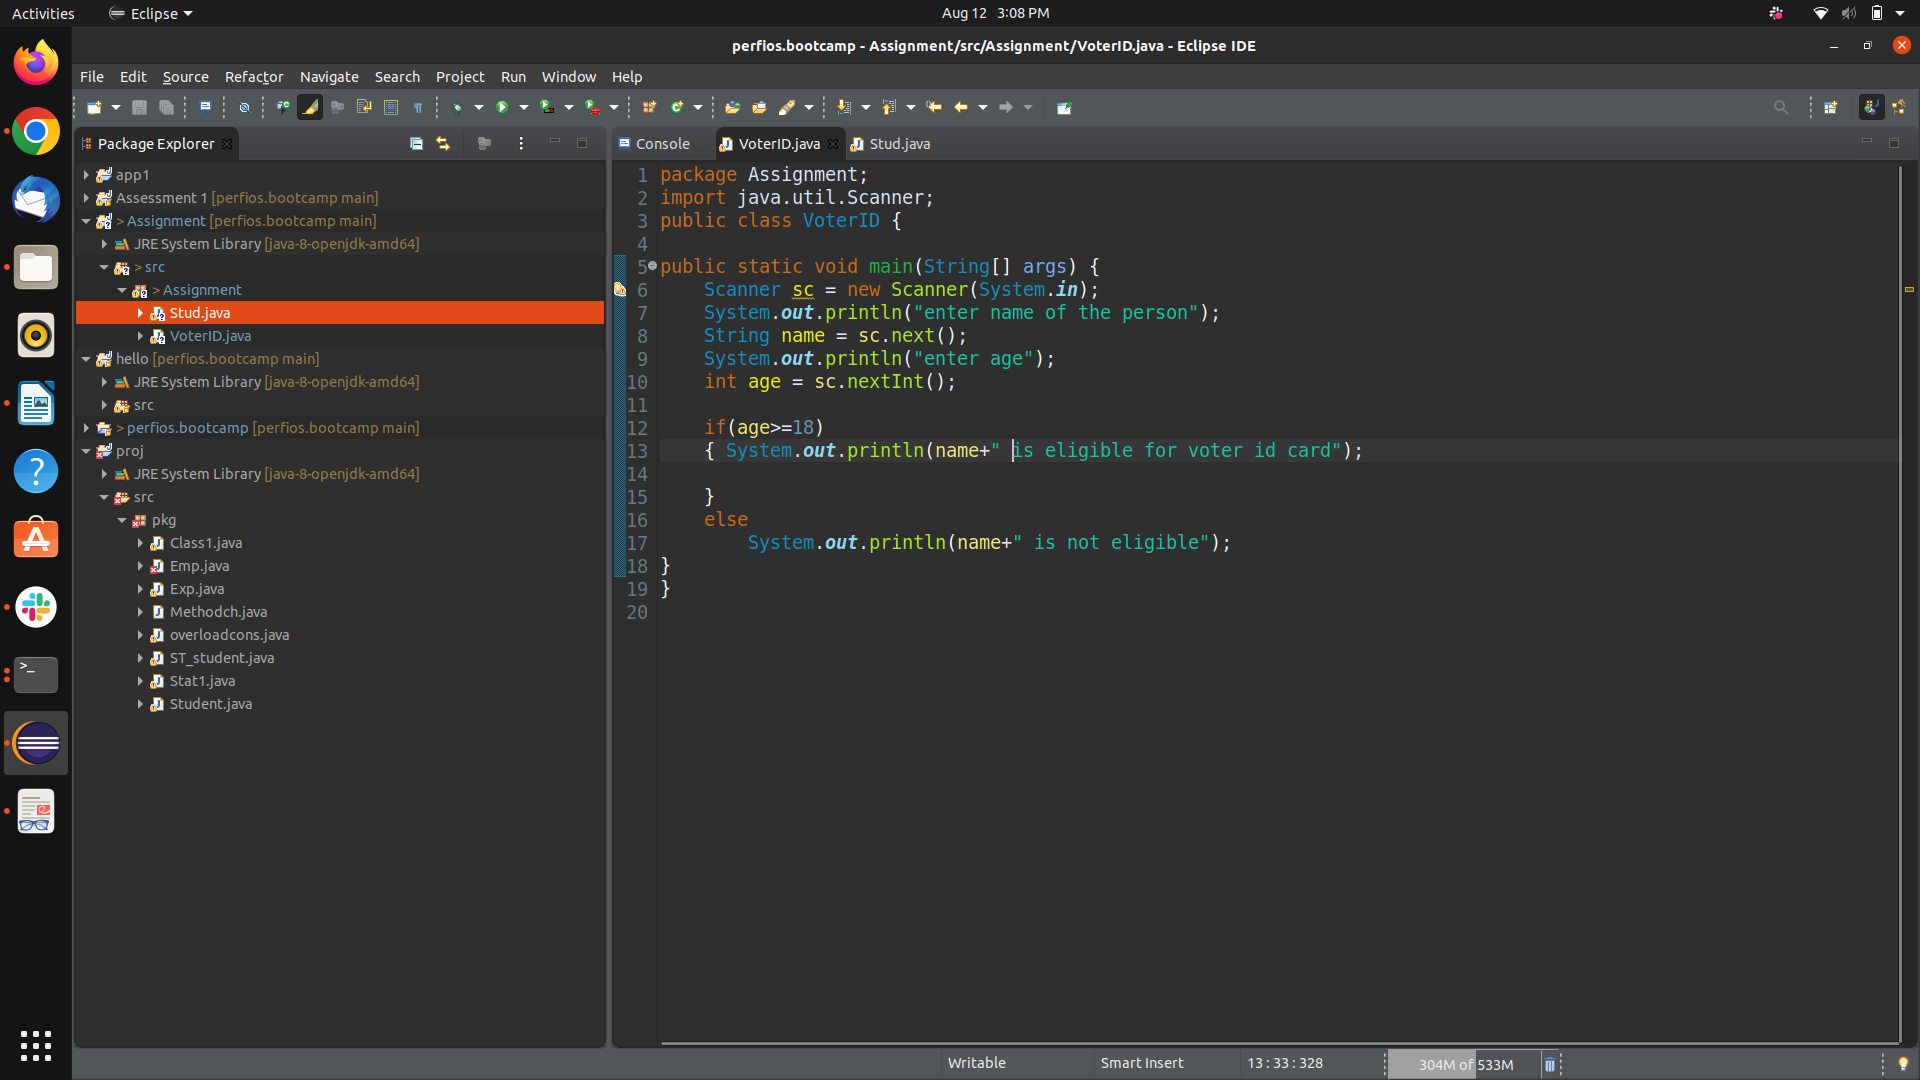 Activities Eclipse Aug 12 3:08 PM
perfios.bootcamp - Assignment/src/Assignment/VoterID.java - Eclipse IDE
File Edit Source Refactor Navigate Search Project Run Window Help
Package Explorer
app1
Assessment 1 [perfios.bootcamp main]
> Assignment [perfios.bootcamp main]
JRE System Library [java-8-openjdk-amd64]
> src
> Assignment
Stud.java
VoterID.java
hello [perfios.bootcamp main]
JRE System Library [java-8-openjdk-amd64]
src
> perfios.bootcamp [perfios.bootcamp main]
proj
JRE System Library [java-8-openjdk-amd64]
src
pkg
Class1.java
Emp.java
Exp.java
Methodch.java
overloadcons.java
ST_student.java
Stat1.java
Student.java
Console VoterID.java Stud.java
1 package Assignment;
2 import java.util.Scanner;
3 public class VoterID {
4
5 public static void main(String[] args) {
6 Scanner sc = new Scanner(System.in);
7 System.out.println("enter name of the person");
8 String name = sc.next();
9 System.out.println("enter age");
10 int age = sc.nextInt();
11
12 if(age>=18)
13 { System.out.println(name+" is eligible for voter id card");
14
15 }
16 else
17 System.out.println(name+" is not eligible");
18 }
19 }
20
Writable Smart Insert 13 : 33 : 328 304M of 533M